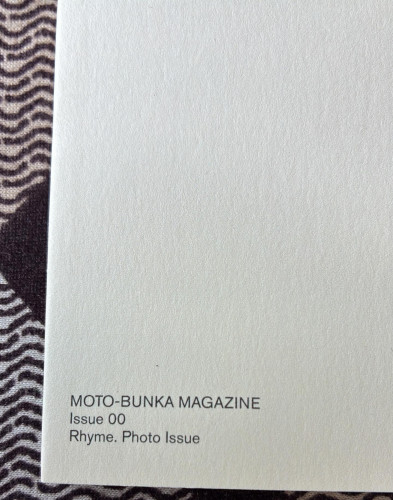 MOTO-BUNKA MAGAZINE
Issue 00
Rhyme. Photo Issue